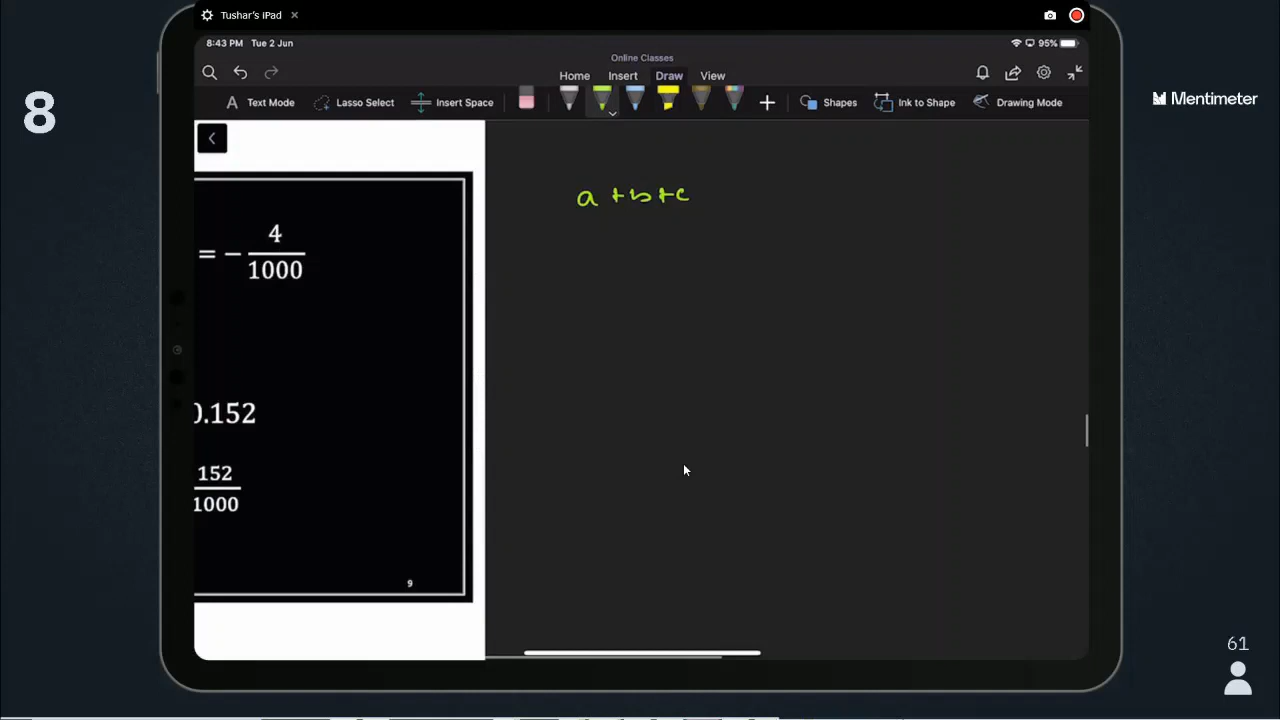 Tushar's iPad
8
8:43 PM Tue 2 Jun
95%
Online Classes
Home Insert Draw View
Mentimeter
Text Mode Lasso Select Insert Space Shapes Ink to Shape Drawing Mode
= - 4/1000
a + b + c
0.152
152/1000
9
61